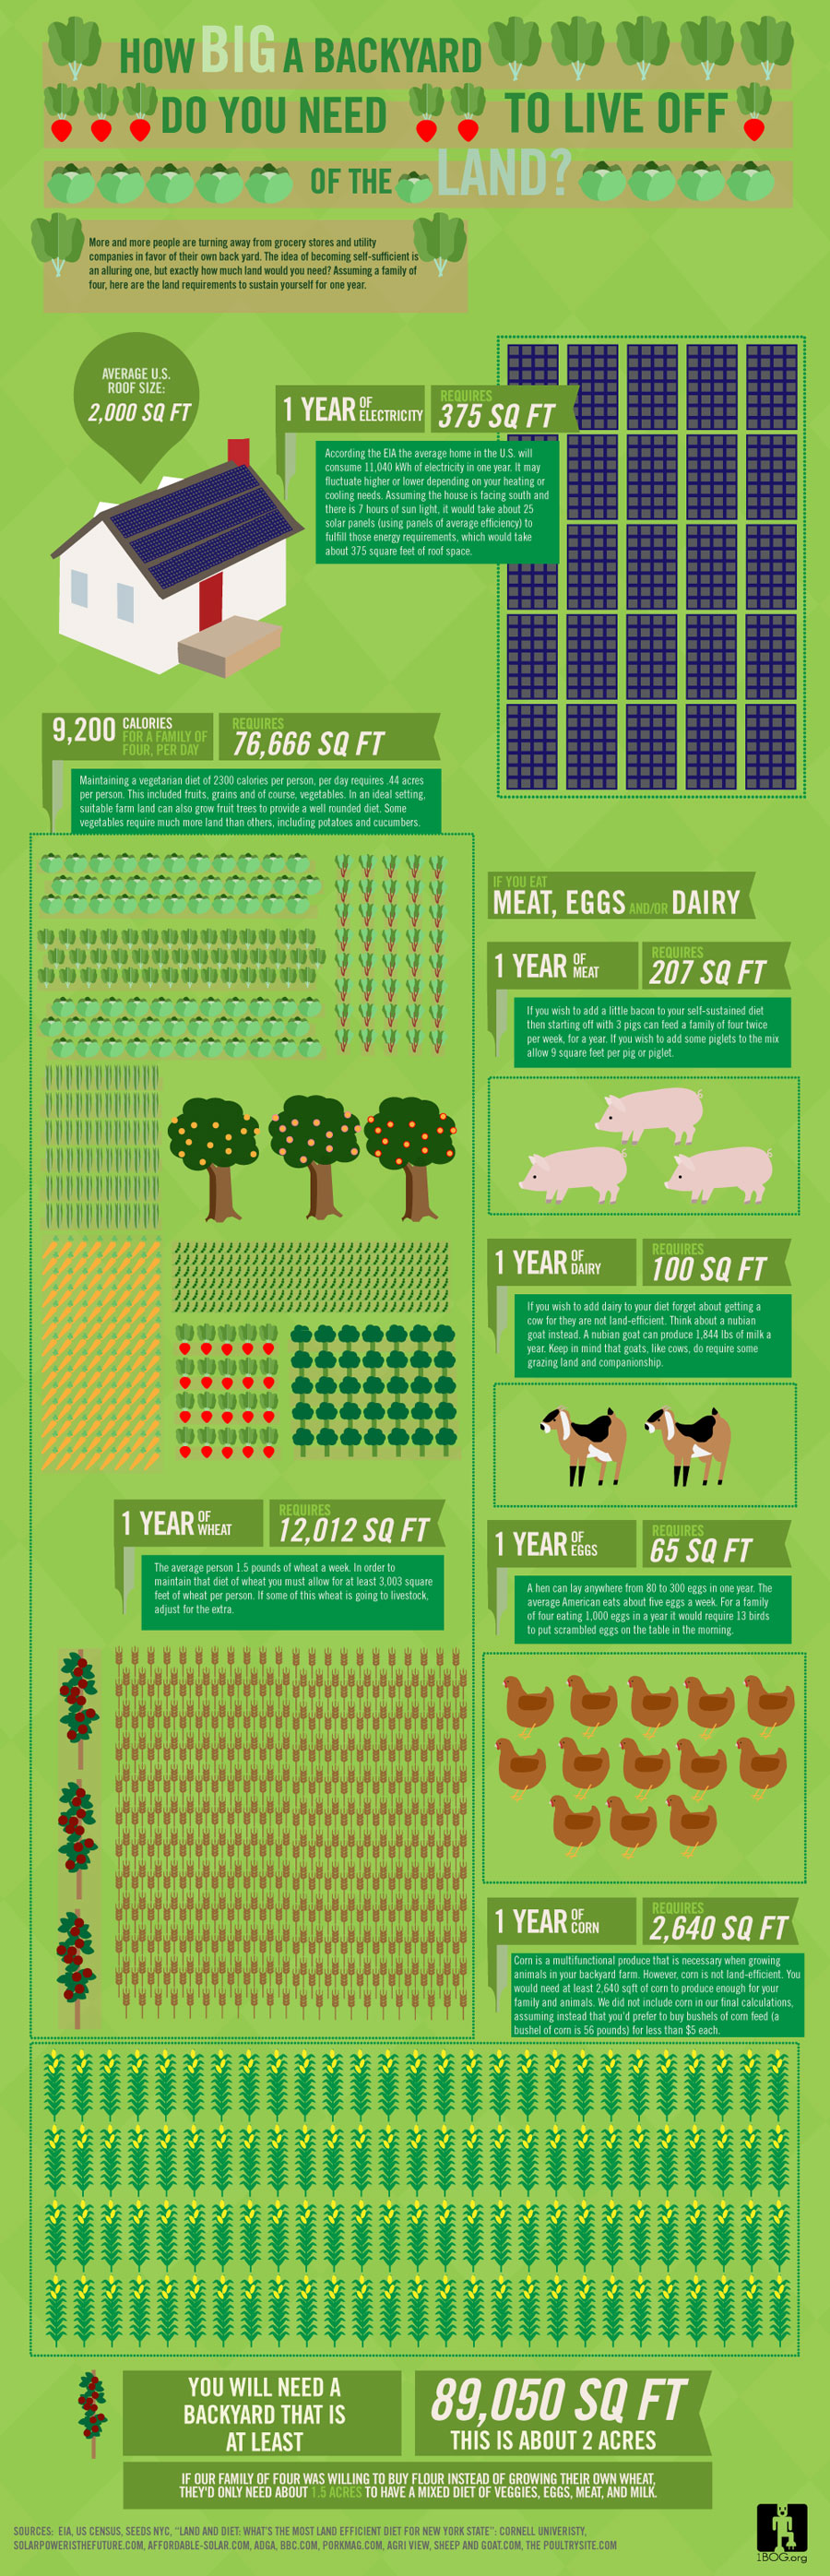 HOW BIG A BACKYARD
DO YOU NEED TO LIVE OFF
OF THE LAND?
More and more people are turning away from grocery stores and utility
companies in favor of their own back yard. The idea of becoming self-sufficient is
an alluring one, but exactly how much land would you need? Assuming a family of
four, here are the land requirements to sustain yourself for one year.
AVERAGE U.S.
ROOF SIZE:
2,000 SQ FT
1 YEAR OF ELECTRICITY
REQUIRES
375 SQ FT
According the EIA the average home in the U.S. will
consume 11,040 kWh of electricity in one year. It may
fluctuate higher or lower depending on your heating or
cooling needs. Assuming the house is facing south and
there is 7 hours of sun light, it would take about 25
solar panels (using panels of average efficiency) to
fulfill those energy requirements, which would take
about 375 square feet of roof space.
9,200 CALORIES
FOR A FAMILY OF
FOUR, PER DAY
REQUIRES
76,666 SQ FT
Maintaining a vegetarian diet of 2300 calories per person, per day requires .44 acres
per person. This included fruits, grains and of course, vegetables. In an ideal setting,
suitable farm land can also grow fruit trees to provide a well rounded diet. Some
vegetables require much more land than others, including potatoes and cucumbers.
IF YOU EAT
MEAT, EGGS AND/OR DAIRY
1 YEAR OF MEAT
REQUIRES
207 SQ FT
If you wish to add a little bacon to your self-sustained diet
then starting off with 3 pigs can feed a family of four twice
per week, for a year. If you wish to add some piglets to the mix
allow 9 square feet per pig or piglet.
1 YEAR OF DAIRY
REQUIRES
100 SQ FT
If you wish to add dairy to your diet forget about getting a
cow for they are not land-efficient. Think about a nubian
goat instead. A nubian goat can produce 1,844 lbs of milk a
year. Keep in mind that goats, like cows, do require some
grazing land and companionship.
1 YEAR OF WHEAT
REQUIRES
12,012 SQ FT
The average person 1.5 pounds of wheat a week. In order to
maintain that diet of wheat you must allow for at least 3,003 square
feet of wheat per person. If some of this wheat is going to livestock,
adjust for the extra.
1 YEAR OF EGGS
REQUIRES
65 SQ FT
A hen can lay anywhere from 80 to 300 eggs in one year. The
average American eats about five eggs a week. For a family
of four eating 1,000 eggs in a year it would require 13 birds
to put scrambled eggs on the table in the morning.
1 YEAR OF CORN
REQUIRES
2,640 SQ FT
Corn is a multifunctional produce that is necessary when growing
animals in your backyard farm. However, corn is not land-efficient. You
would need at least 2,640 sqft of corn to produce enough for your
family and animals. We did not include corn in our final calculations,
assuming instead that you'd prefer to buy bushels of corn feed (a
bushel of corn is 56 pounds) for less than $5 each.
YOU WILL NEED A
BACKYARD THAT IS
AT LEAST
89,050 SQ FT
THIS IS ABOUT 2 ACRES
IF OUR FAMILY OF FOUR WAS WILLING TO BUY FLOUR INSTEAD OF GROWING THEIR OWN WHEAT,
THEY'D ONLY NEED ABOUT 1.5 ACRES TO HAVE A MIXED DIET OF VEGGIES, EGGS, MEAT, AND MILK.
SOURCES: EIA, US CENSUS, SEEDS NYC, "LAND AND DIET: WHAT'S THE MOST LAND EFFICIENT DIET FOR NEW YORK STATE": CORNELL UNIVERISTY,
SOLARPOWERISTHEFUTURE.COM, AFFORDABLE-SOLAR.COM, ADGA, BBC.COM, PORKMAG.COM, AGRI VIEW, SHEEP AND GOAT.COM, THE POULTRYSITE.COM
1BOG.org